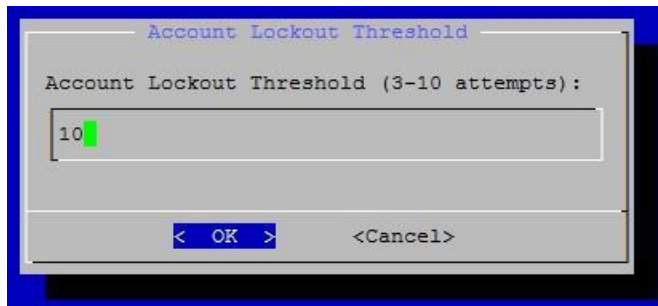 Account Lockout Threshold
Account Lockout Threshold (3-10 attempts):
10
< OK > <Cancel>